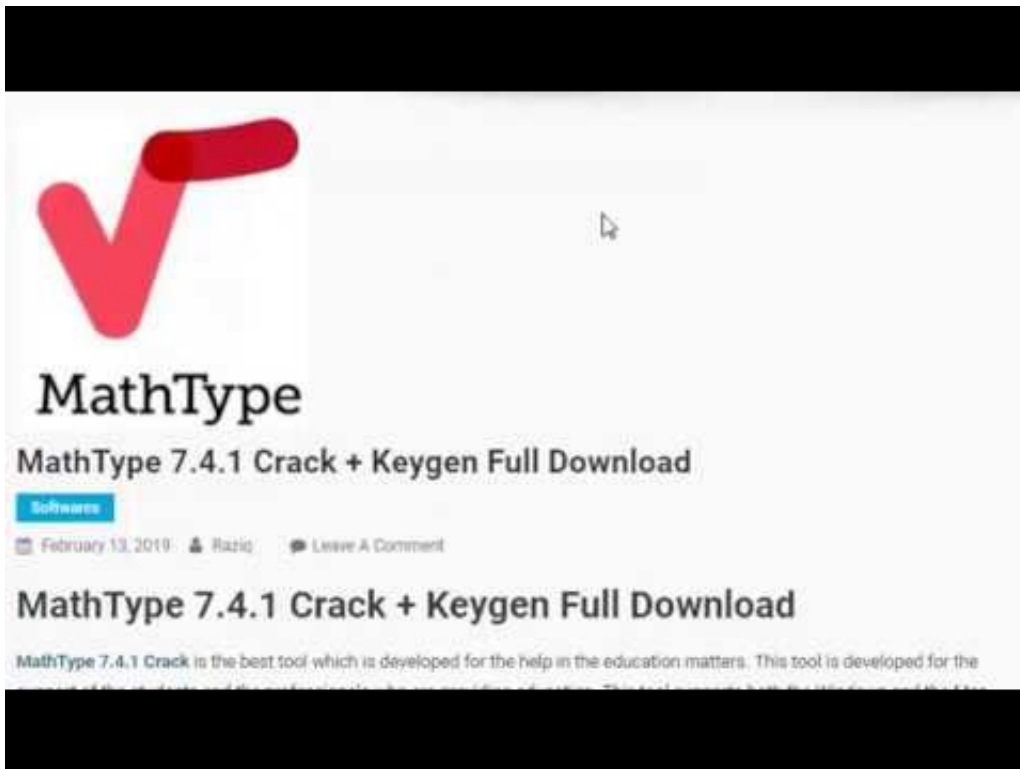 MathType
MathType 7.4.1 Crack + Keygen Full Download
Softwares
February 13, 2019 Raziq Leave A Comment
MathType 7.4.1 Crack + Keygen Full Download
MathType 7.4.1 Crack is the best tool which is developed for the help in the education matters. This tool is developed for the